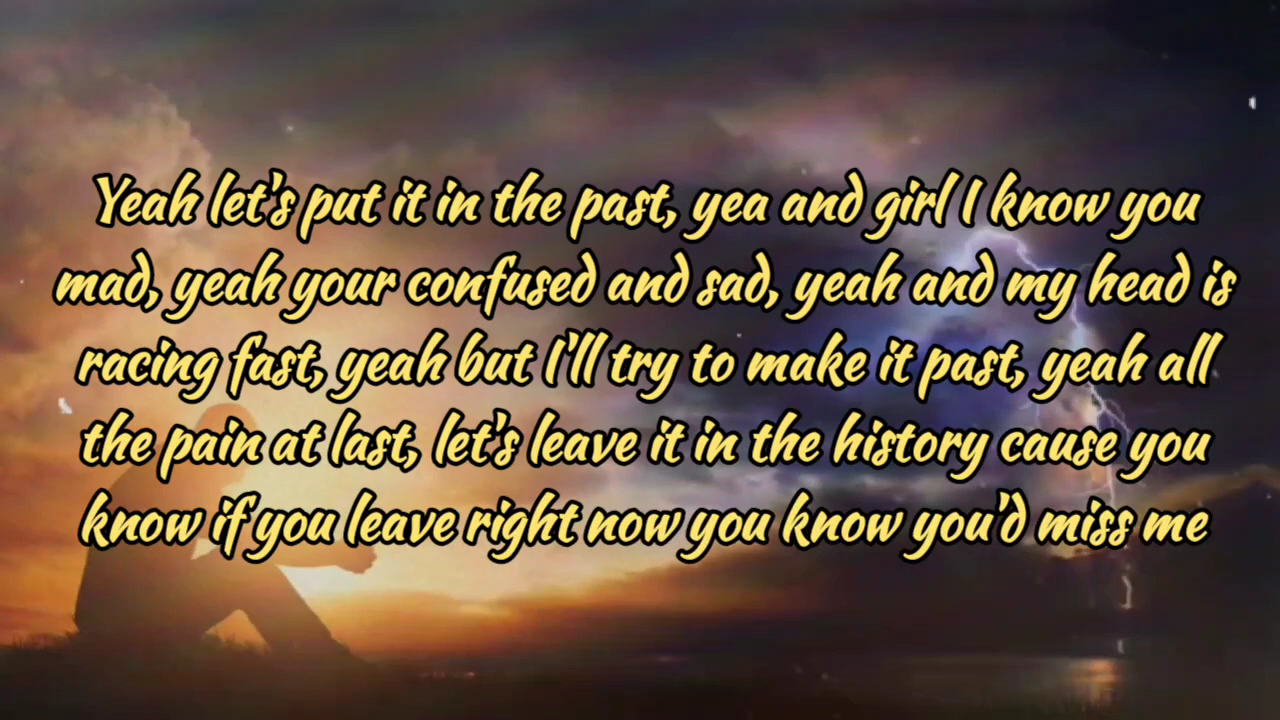 Yeah let's put it in the past, yea and girl I know you
mad, yeah your confused and sad, yeah and my head is
racing fast, yeah but I'll try to make it past, yeah all
the pain at last, let's leave it in the history cause you
know if you leave right now you know you'd miss me